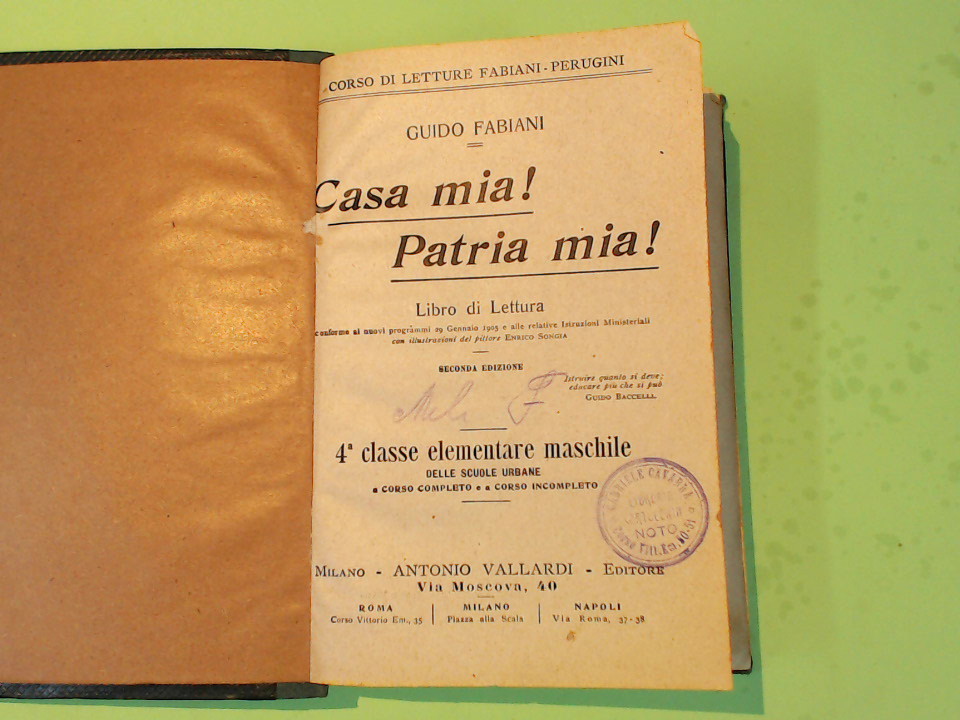 CORSO DI LETTURE FABIANI - PERUGINI
GUIDO FABIANI
Casa mia!
Patria mia!
Libro di Lettura
conforme ai nuovi programmi 29 Gennaio 1905 e alle relative Istruzioni Ministeriali
con illustrazioni del pittore ENRICO SONGIA
SECONDA EDIZIONE
Istruire quanto si deve;
educare più che si può
GUIDO BACCELLI.
4ª classe elementare maschile
DELLE SCUOLE URBANE
a CORSO COMPLETO e a CORSO INCOMPLETO
NOTO
MILANO - ANTONIO VALLARDI - EDITORE
Via Moscova, 40
ROMA
Corso Vittorio Em., 35
MILANO
Piazza alla Scala
NAPOLI
Via Roma, 37-38